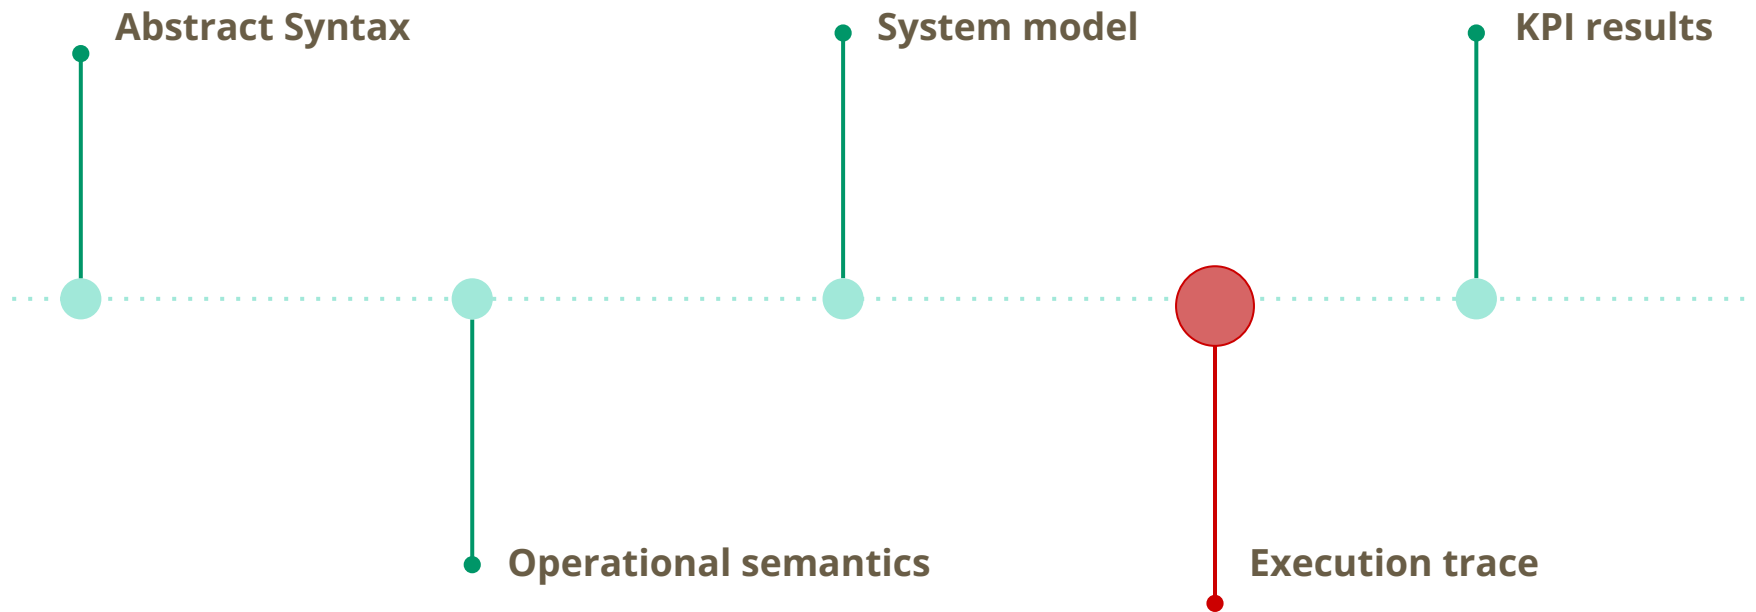 Abstract Syntax
System model
KPI results
Operational semantics
Execution trace